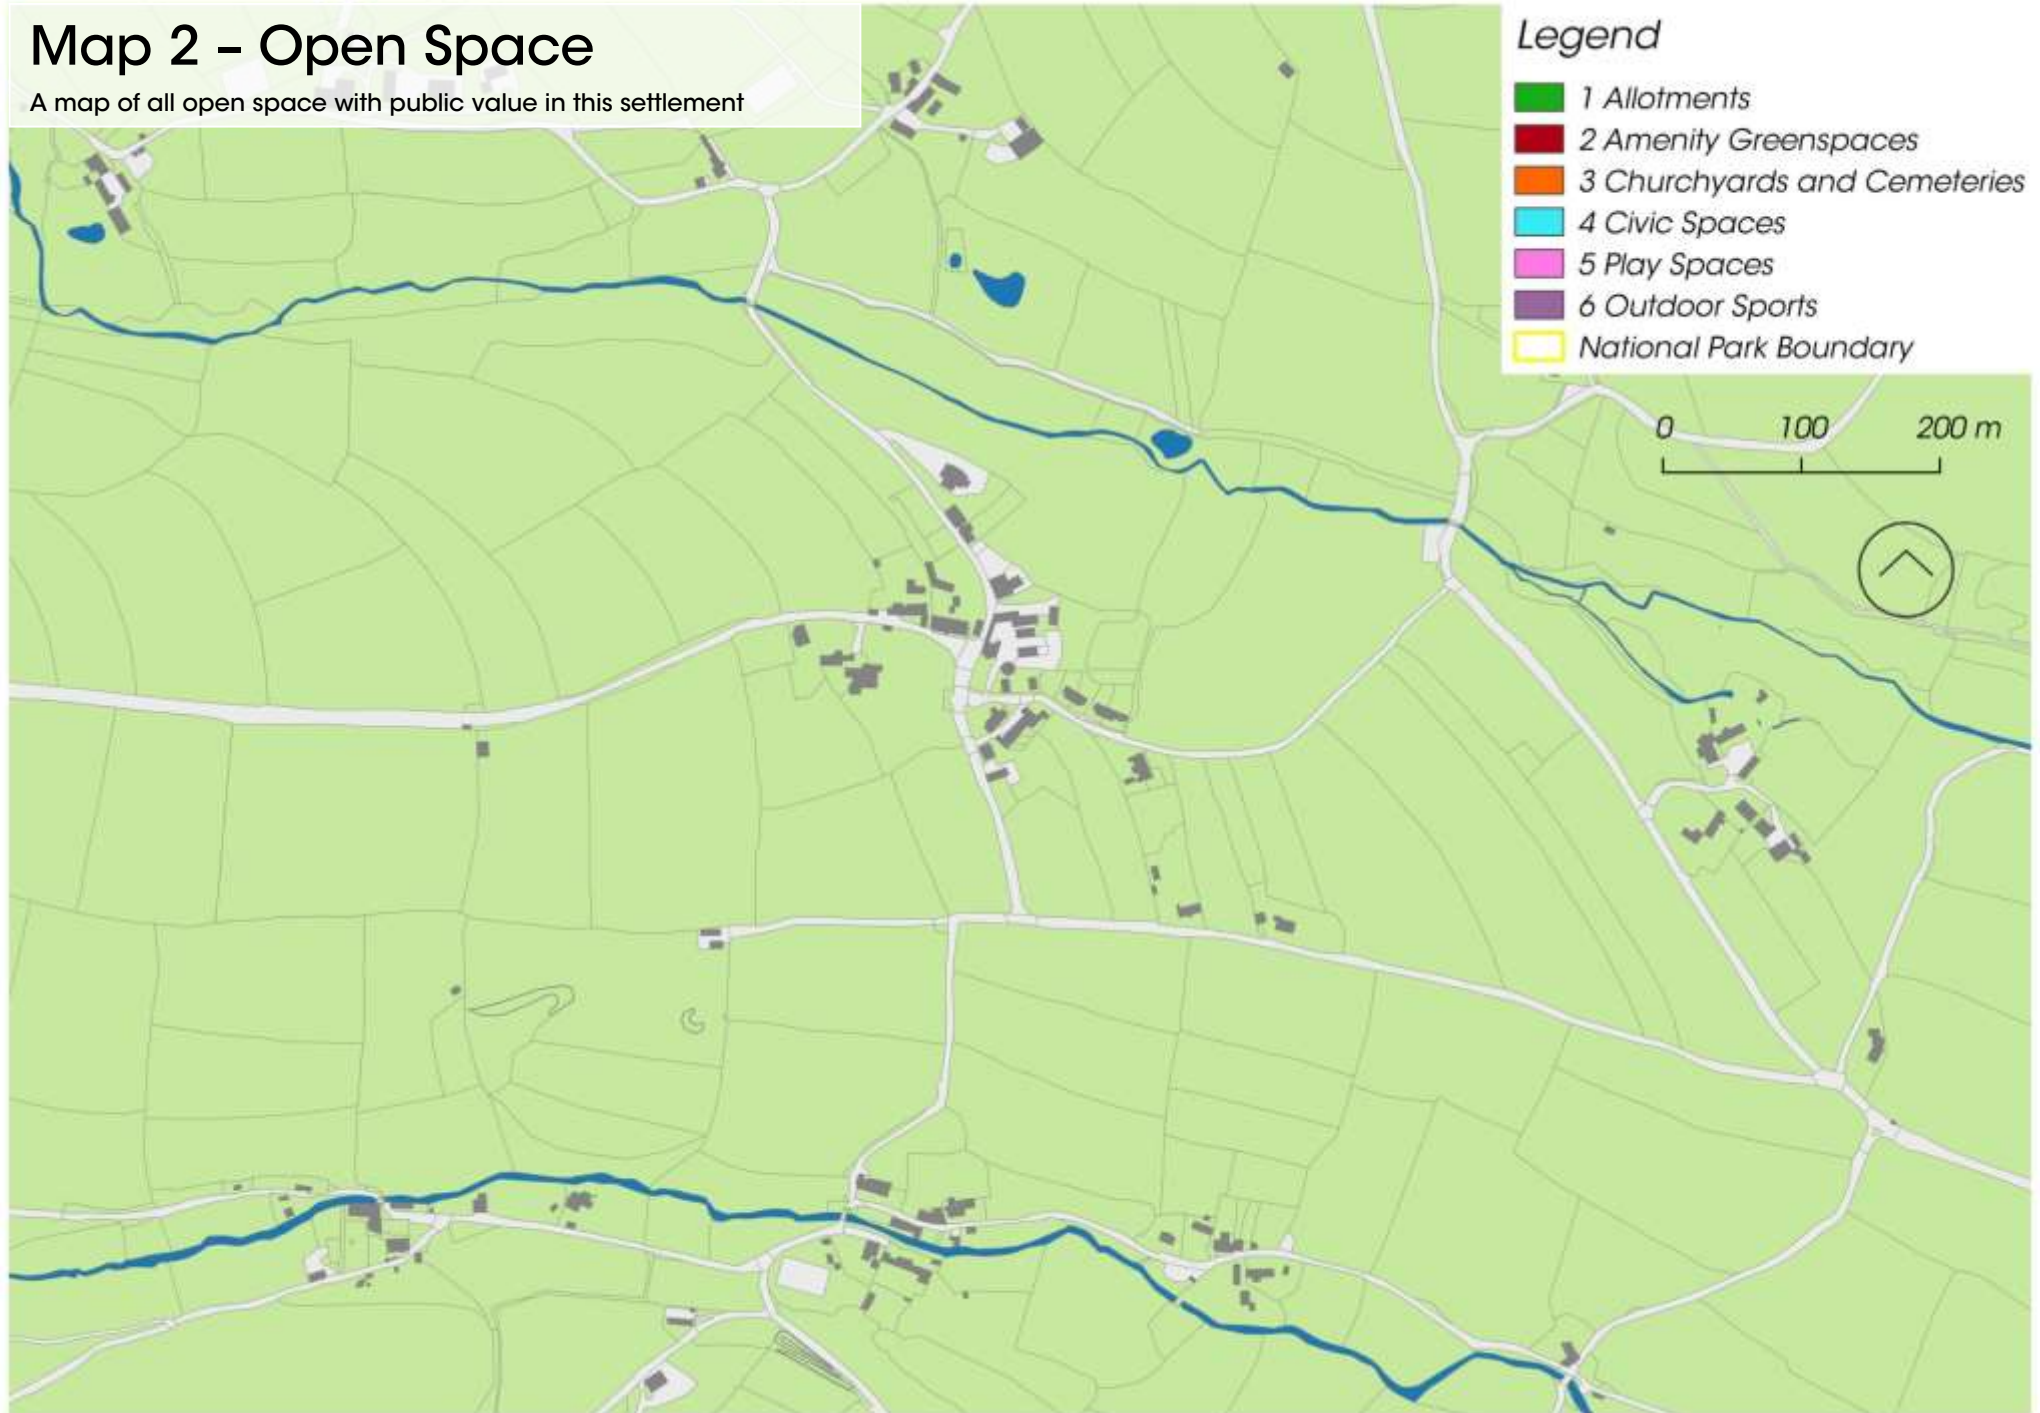 Map 2 – Open Space
A map of all open space with public value in this settlement
Legend
1 Allotments
2 Amenity Greenspaces
3 Churchyards and Cemeteries
4 Civic Spaces
5 Play Spaces
6 Outdoor Sports
National Park Boundary
0 100 200 m